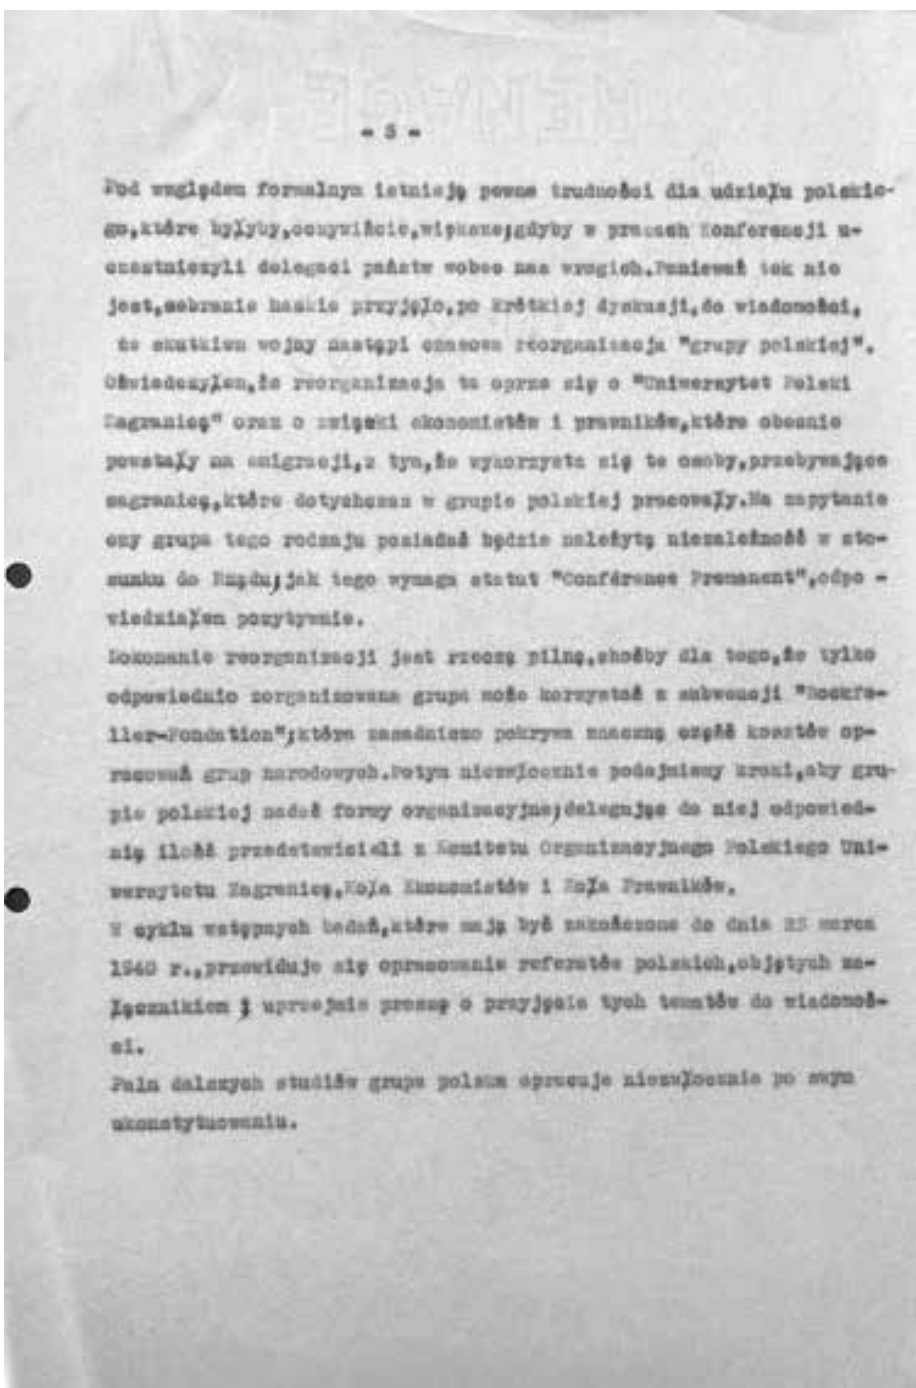 - 3 -
Pod względem formalnym istnieją pewne trudności dla udziału polskie-
go,które byłyby,oczywiście,większe;gdyby w pracach Konferencji u-
czestniczyli delegaci państw wobec nas wrogich.Ponieważ tak nie
jest,zebranie haskie przyjęło,po krótkiej dyskusji,do wiadomości,
że skutkiem wojny nastąpi czasowa reorganizacja "grupy polskiej".
Oświadczyłem,że reorganizacja ta oprze się o "Uniwersytet Polski
Zagranicą" oraz o związki ekonomistów i prawników,które obecnie
powstały na emigracji,z tym,że wykorzysta się te osoby,przebywające
zagranicą,które dotychczas w grupie polskiej pracowały.Na zapytanie
czy grupa tego rodzaju posiadać będzie należytą niezależność w sto-
sunku do Rządu;jak tego wymaga statut "Conférence Premanent",odpo -
wiedziałem pozytywnie.
Dokonanie reorganizacji jest rzeczą pilną,choćby dla tego,że tylko
odpowiednio zorganizowana grupa może korzystać z subwencji "Rockfe-
ller-Fondation";która zasadniczo pokrywa znaczną część kosztów op-
racowań grup narodowych.Potym niezwłocznie podejmiemy kroki,aby gru-
pie polskiej nadać formy organizacyjne;delegując do niej odpowied-
nią ilość przedstawicieli z Komitetu Organizacyjnego Polskiego Uni-
wersytetu Zagranicą,Koła Ekonomistów i Koła Prawników.
W cyklu wstępnych badań,które mają być zakończone do dnia 25 marca
1940 r.,przewiduje się opracowanie referatów polskich,objętych za-
łącznikiem j uprzejmie proszę o przyjęcie tych tematów do wiadomoś-
ci.
Paln dalszych studiów grupa polska opracuje niezwłocznie po swym
ukonstytuowaniu.